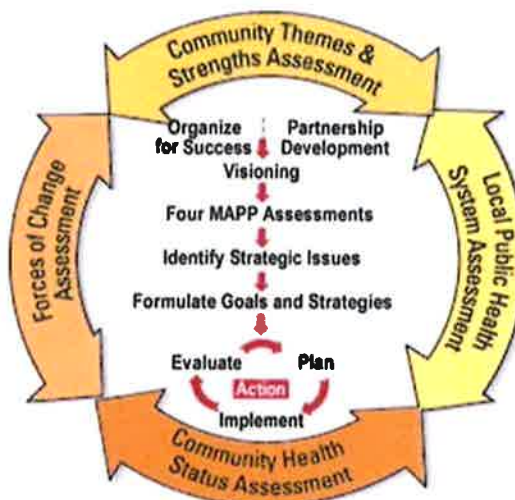 Community Themes &
Strengths Assessment
Organize
for Success
Partnership
Development
Visioning
Four MAPP Assessments
Identify Strategic Issues
Formulate Goals and Strategies
Evaluate
Plan
Action
Implement
Forces of Change
Assessment
Local Public Health
System Assessment
Community Health
Status Assessment